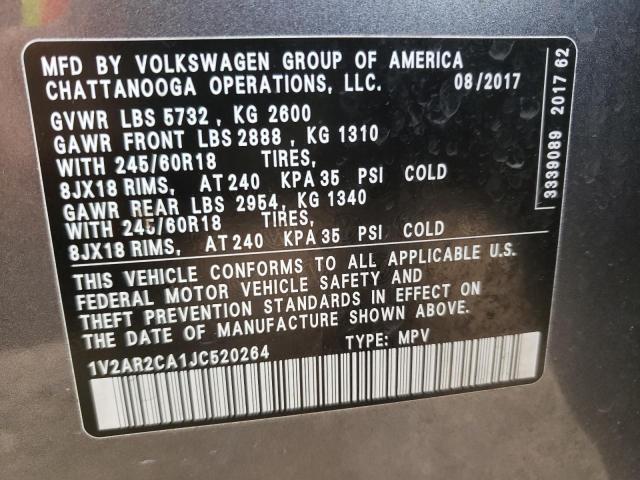 MFD BY VOLKSWAGEN GROUP OF AMERICA
CHATTANOOGA OPERATIONS, LLC. 08/2017
GVWR LBS 5732 , KG 2600
GAWR FRONT LBS 2888 , KG 1310
WITH 245/60R18 TIRES,
8JX18 RIMS, AT 240 KPA 35 PSI COLD
GAWR REAR LBS 2954, KG 1340
WITH 245/60R18 TIRES,
8JX18 RIMS, AT 240 KPA 35 PSI COLD
THIS VEHICLE CONFORMS TO ALL APPLICABLE U.S.
FEDERAL MOTOR VEHICLE SAFETY AND
THEFT PREVENTION STANDARDS IN EFFECT ON
THE DATE OF MANUFACTURE SHOWN ABOVE.
1V2AR2CA1JC520264 TYPE: MPV
3339089 2017 62